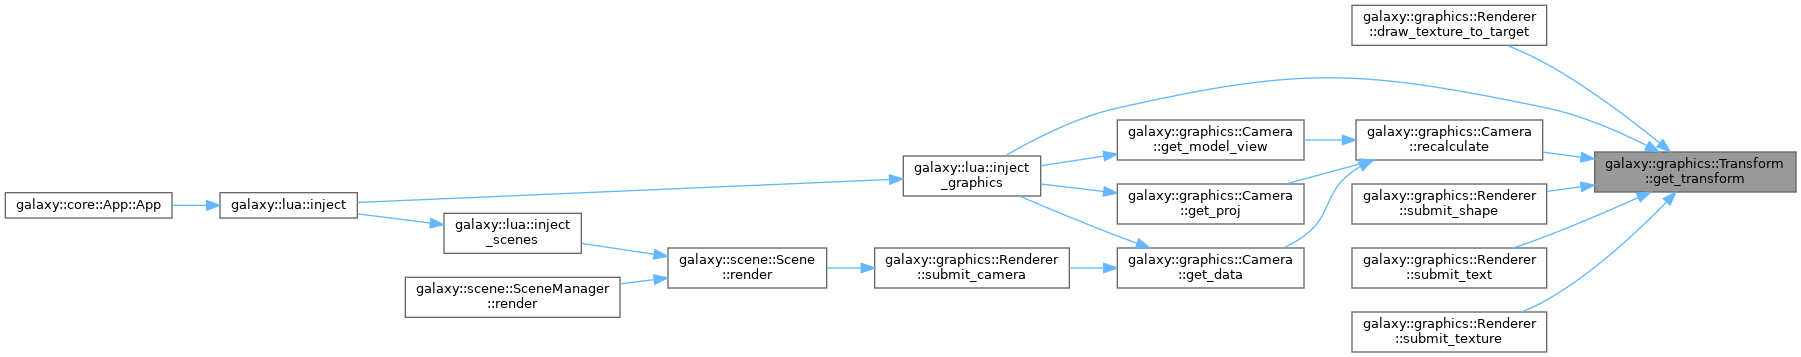 galaxy::graphics::Renderer
::draw_texture_to_target
galaxy::graphics::Camera
::get_model_view
galaxy::graphics::Camera
::recalculate
galaxy::graphics::Transform
::get_transform
galaxy::lua::inject
_graphics
galaxy::core::App::App
galaxy::lua::inject
galaxy::graphics::Camera
::get_proj
galaxy::graphics::Renderer
::submit_shape
galaxy::lua::inject
_scenes
galaxy::scene::Scene
::render
galaxy::graphics::Renderer
::submit_camera
galaxy::graphics::Camera
::get_data
galaxy::graphics::Renderer
::submit_text
galaxy::scene::SceneManager
::render
galaxy::graphics::Renderer
::submit_texture